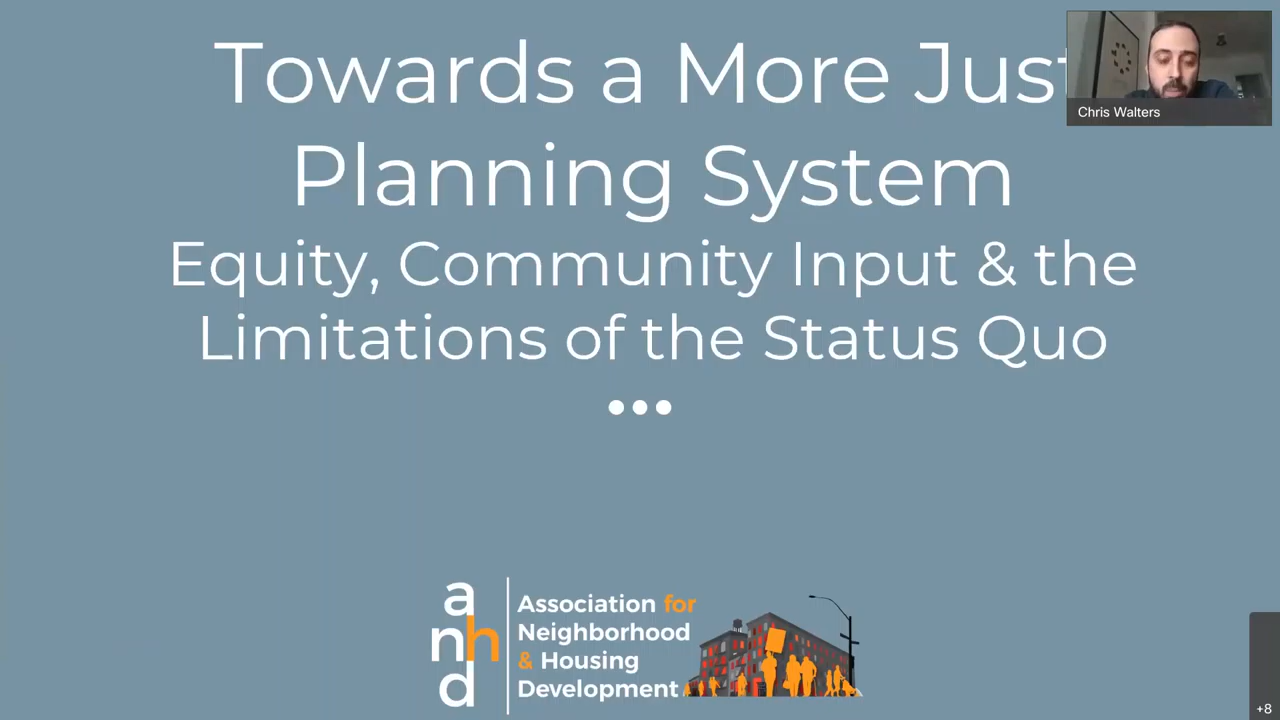 Towards a More Just
Planning System
Equity, Community Input & the
Limitations of the Status Quo
Chris Walters
a
nh
d
Association for
Neighborhood
& Housing
Development
+8